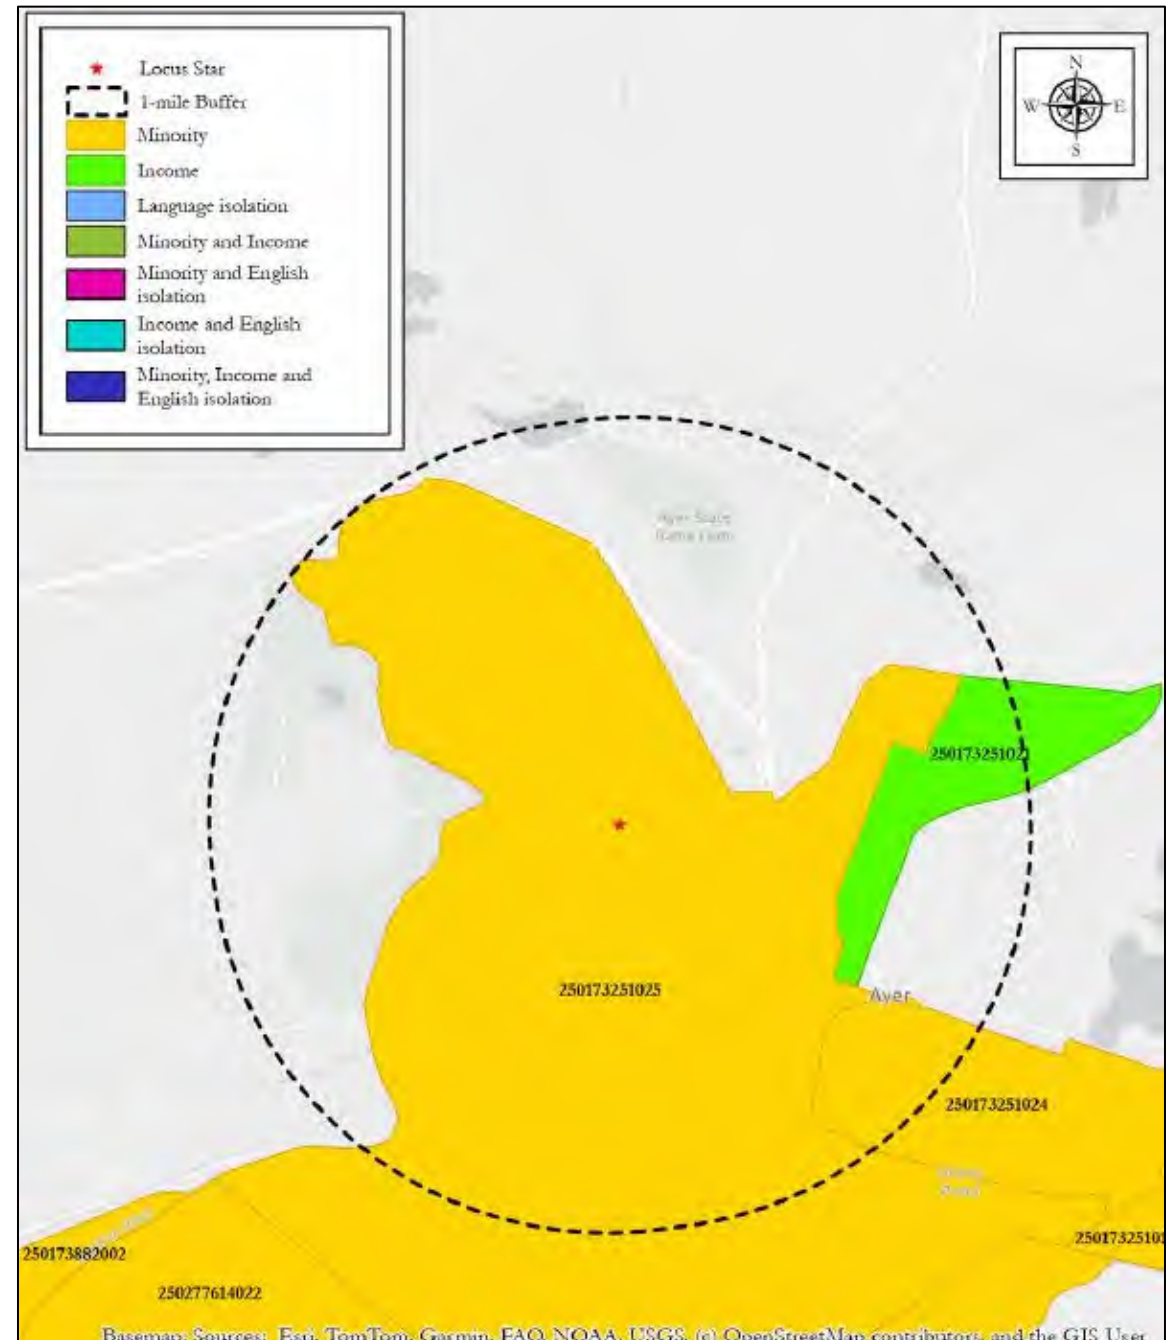 Locus Star
1-mile Buffer
Minority
Income
Language isolation
Minority and Income
Minority and English
isolation
Income and English
isolation
Minority, Income and
English isolation
N
W E
S
Ayer State
250173251021
250173251025
Ayer
250173251024
Pond
250173882002
250277614022
Basemap: Sources: Esri, TomTom, Garmin, FAO, NOAA, USGS, (c) OpenStreetMap contributors, and the GIS User